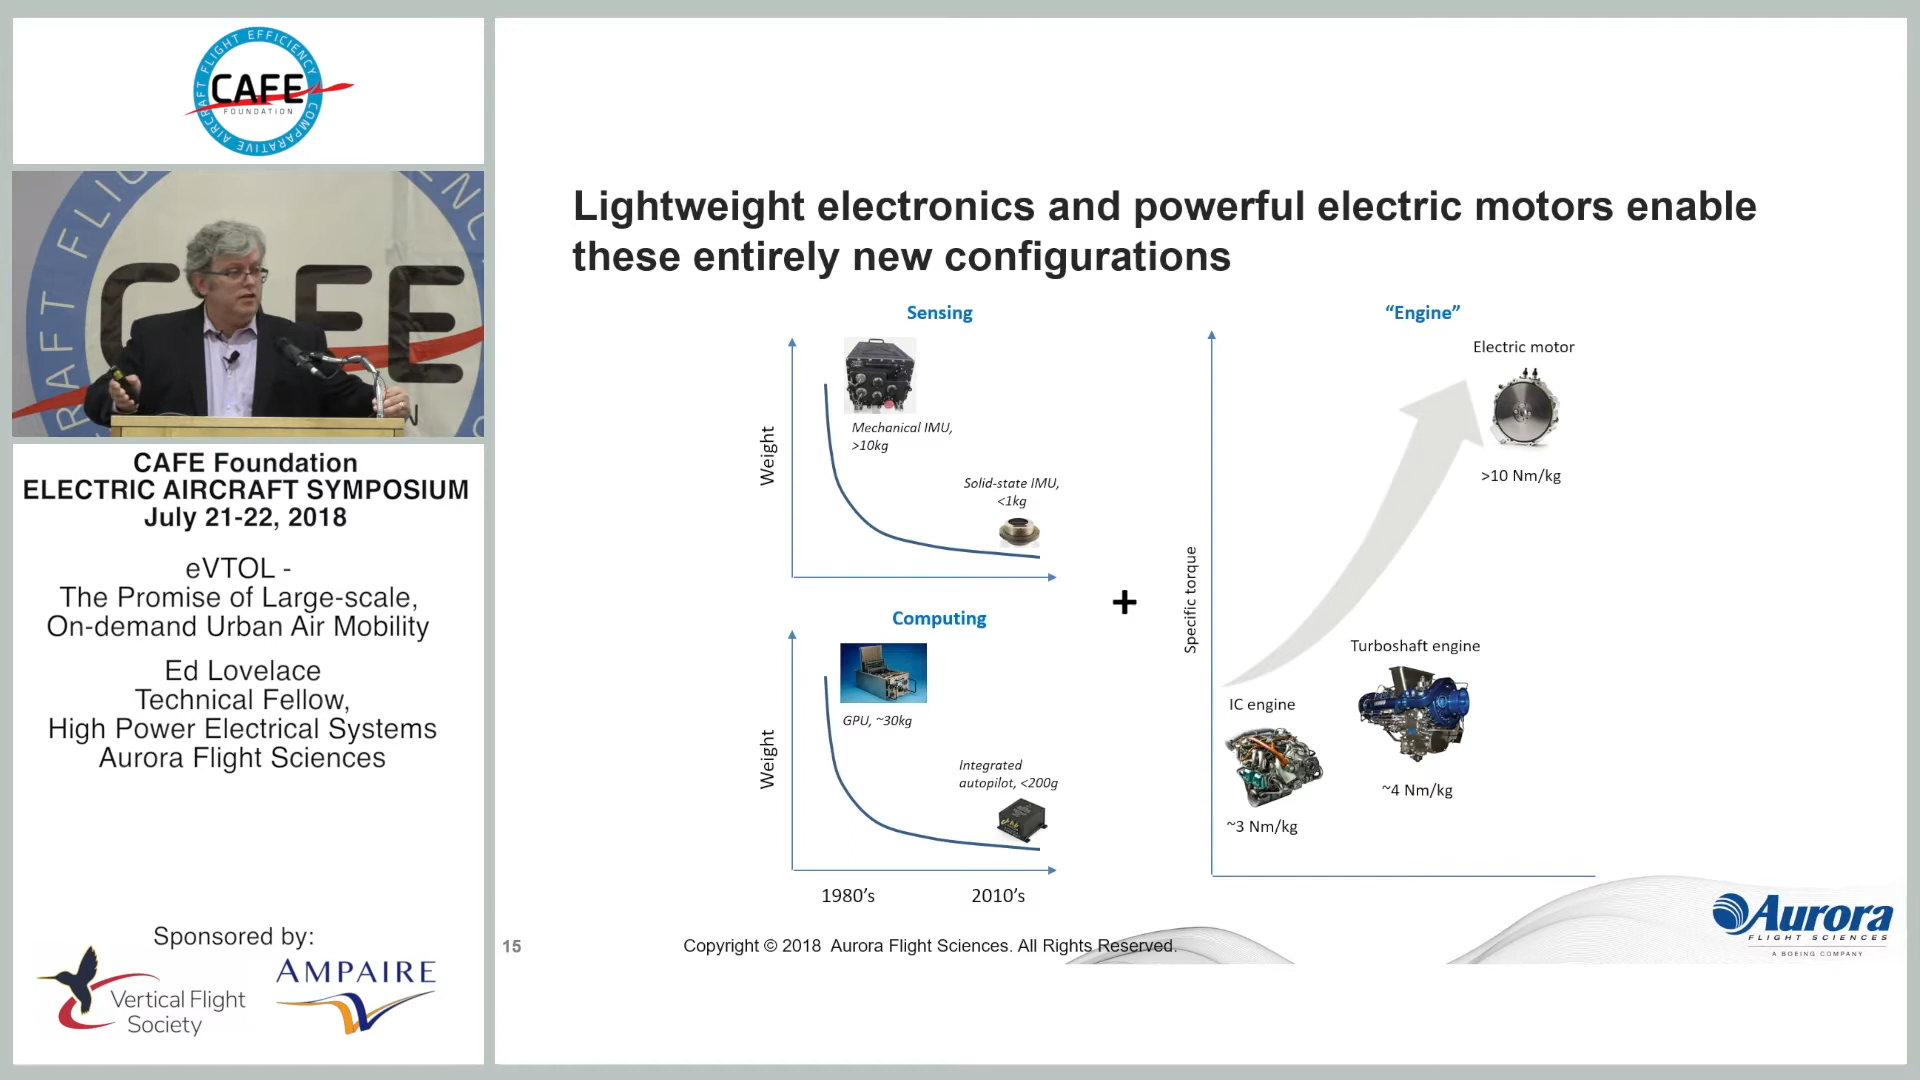 AIRCRAFT FLIGHT EFFICIENCY COMPARATIVE
CAFE
FOUNDATION
CAFE
CAFE Foundation
ELECTRIC AIRCRAFT SYMPOSIUM
July 21-22, 2018
eVTOL -
The Promise of Large-scale,
On-demand Urban Air Mobility
Ed Lovelace
Technical Fellow,
High Power Electrical Systems
Aurora Flight Sciences
Sponsored by:
Vertical Flight
Society
AMPAIRE
Lightweight electronics and powerful electric motors enable
these entirely new configurations
Sensing
Weight
Mechanical IMU,
>10kg
Solid-state IMU,
<1kg
Computing
Weight
GPU, ~30kg
Integrated
autopilot, <200g
1980’s 2010’s
+
“Engine”
Specific torque
Electric motor
>10 Nm/kg
Turboshaft engine
~4 Nm/kg
IC engine
~3 Nm/kg
15
Copyright © 2018 Aurora Flight Sciences. All Rights Reserved.
Aurora
FLIGHT SCIENCES
A BOEING COMPANY